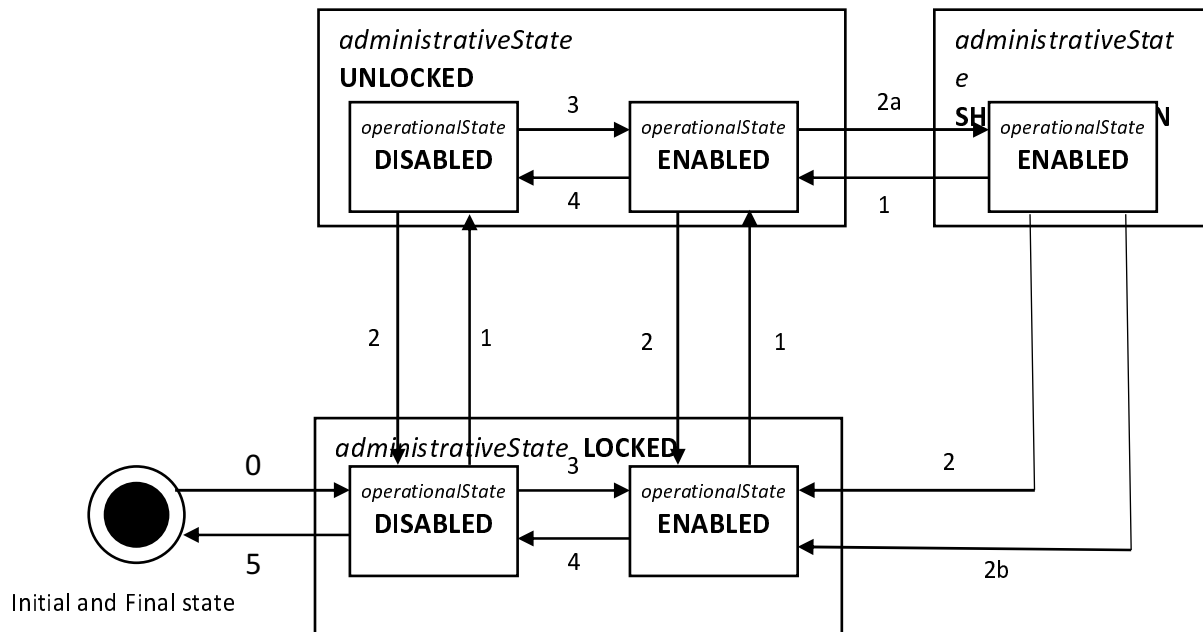 administrativeState
UNLOCKED
operationalState
DISABLED
3
4
operationalState
ENABLED
2a
1
administrativeStat
e
operationalState
ENABLED
2
1
2
1
administrativeState LOCKED
0
5
operationalState
DISABLED
3
4
operationalState
ENABLED
2
2b
Initial and Final state